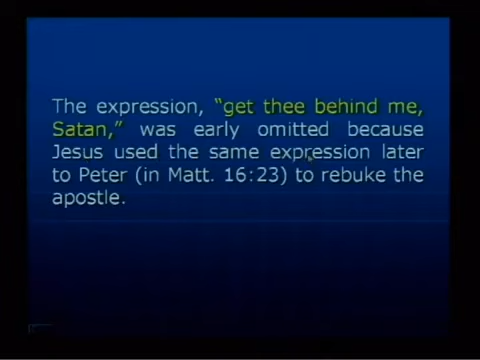 The expression, “get thee behind me,
Satan,” was early omitted because
Jesus used the same expression later
to Peter (in Matt. 16:23) to rebuke the
apostle.